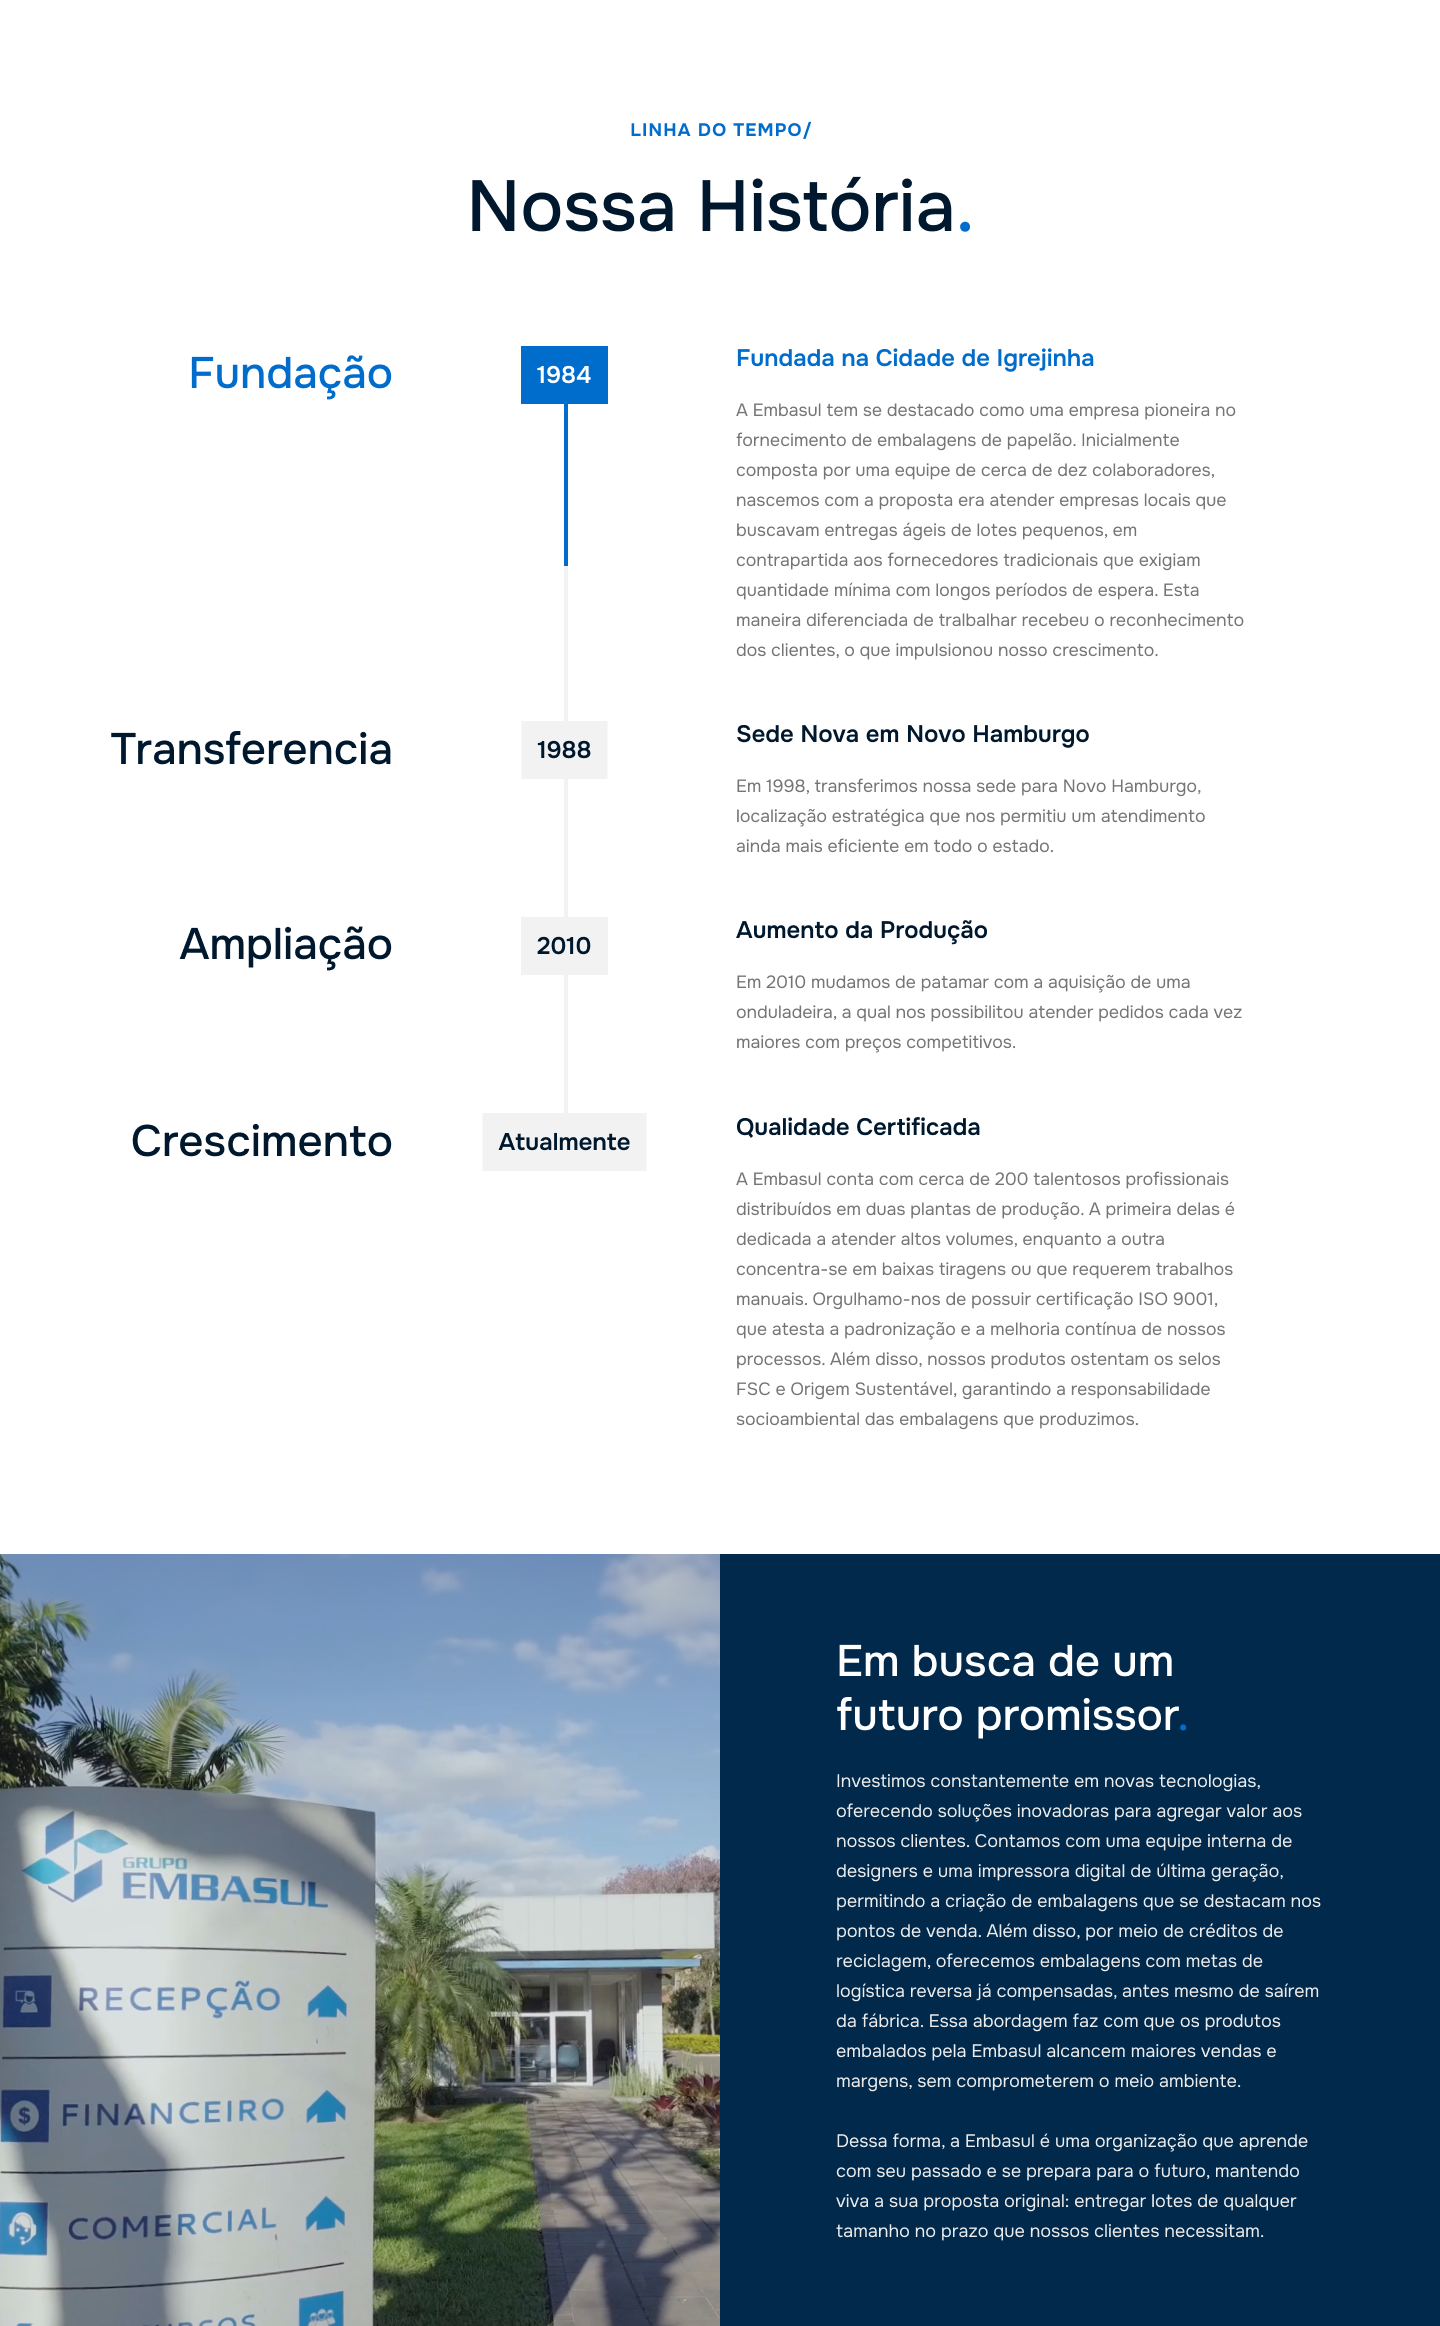 LINHA DO TEMPO/
Nossa História.
Fundação
1984
Fundada na Cidade de Igrejinha
A Embasul tem se destacado como uma empresa pioneira no
fornecimento de embalagens de papelão. Inicialmente
composta por uma equipe de cerca de dez colaboradores,
nascemos com a proposta era atender empresas locais que
buscavam entregas ágeis de lotes pequenos, em
contrapartida aos fornecedores tradicionais que exigiam
quantidade mínima com longos períodos de espera. Esta
maneira diferenciada de tralbalhar recebeu o reconhecimento
dos clientes, o que impulsionou nosso crescimento.
Transferencia
1988
Sede Nova em Novo Hamburgo
Em 1998, transferimos nossa sede para Novo Hamburgo,
localização estratégica que nos permitiu um atendimento
ainda mais eficiente em todo o estado.
Ampliação
2010
Aumento da Produção
Em 2010 mudamos de patamar com a aquisição de uma
onduladeira, a qual nos possibilitou atender pedidos cada vez
maiores com preços competitivos.
Crescimento
Atualmente
Qualidade Certificada
A Embasul conta com cerca de 200 talentosos profissionais
distribuídos em duas plantas de produção. A primeira delas é
dedicada a atender altos volumes, enquanto a outra
concentra-se em baixas tiragens ou que requerem trabalhos
manuais. Orgulhamo-nos de possuir certificação ISO 9001,
que atesta a padronização e a melhoria contínua de nossos
processos. Além disso, nossos produtos ostentam os selos
FSC e Origem Sustentável, garantindo a responsabilidade
socioambiental das embalagens que produzimos.
GRUPO
EMBASUL
RECEPÇÃO
$ FINANCEIRO
COMERCIAL
Em busca de um
futuro promissor.
Investimos constantemente em novas tecnologias,
oferecendo soluções inovadoras para agregar valor aos
nossos clientes. Contamos com uma equipe interna de
designers e uma impressora digital de última geração,
permitindo a criação de embalagens que se destacam nos
pontos de venda. Além disso, por meio de créditos de
reciclagem, oferecemos embalagens com metas de
logística reversa já compensadas, antes mesmo de saírem
da fábrica. Essa abordagem faz com que os produtos
embalados pela Embasul alcancem maiores vendas e
margens, sem comprometerem o meio ambiente.
Dessa forma, a Embasul é uma organização que aprende
com seu passado e se prepara para o futuro, mantendo
viva a sua proposta original: entregar lotes de qualquer
tamanho no prazo que nossos clientes necessitam.